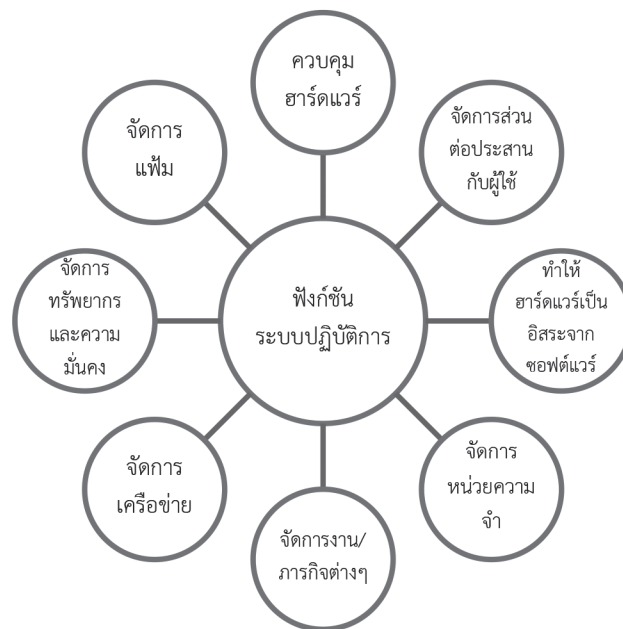 ควบคุม
ฮาร์ดแวร์
จัดการส่วน
ต่อประสาน
กับผู้ใช้
ทำให้
ฮาร์ดแวร์เป็น
อิสระจาก
ซอฟต์แวร์
จัดการ
หน่วยความ
จำ
จัดการงาน/
ภารกิจต่างๆ
จัดการ
เครือข่าย
จัดการ
ทรัพยากร
และความ
มั่นคง
จัดการ
แฟ้ม
ฟังก์ชัน
ระบบปฏิบัติการ